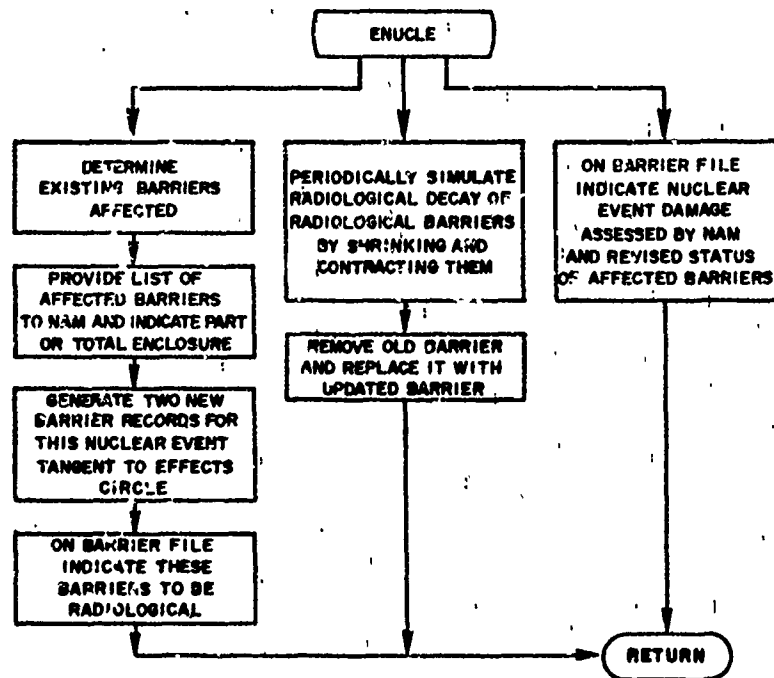 ENUCLE
DETERMINE
EXISTING BARRIERS
AFFECTED
PROVIDE LIST OF
AFFECTED BARRIERS
TO NAM AND INDICATE PART
OR TOTAL ENCLOSURE
GENERATE TWO NEW
BARRIER RECORDS FOR
THIS NUCLEAR EVENT
TANGENT TO EFFECTS
CIRCLE
ON BARRIER FILE
INDICATE THESE
BARRIERS TO BE
RADIOLOGICAL
PERIODICALLY SIMULATE
RADIOLOGICAL DECAY OF
RADIOLOGICAL BARRIERS
BY SHRINKING AND
CONTRACTING THEM
REMOVE OLD BARRIER
AND REPLACE IT WITH
UPDATED BARRIER
ON BARRIER FILE
INDICATE NUCLEAR
EVENT DAMAGE
ASSESSED BY NAM
AND REVISED STATUS
OF AFFECTED BARRIERS
RETURN